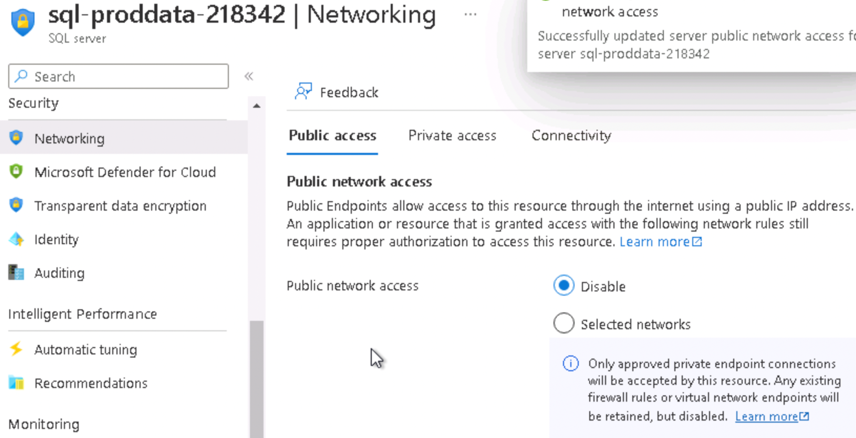 sql-proddata-218342 | Networking ...
SQL server
network access
Successfully updated server public network access fo
server sql-proddata-218342
Search
«
Security
Networking
Microsoft Defender for Cloud
Transparent data encryption
Identity
Auditing
Intelligent Performance
Automatic tuning
Recommendations
Monitoring
Feedback
Public access Private access Connectivity
Public network access
Public Endpoints allow access to this resource through the internet using a public IP address.
An application or resource that is granted access with the following network rules still
requires proper authorization to access this resource. Learn more
Public network access
Disable
Selected networks
Only approved private endpoint connections
will be accepted by this resource. Any existing
firewall rules or virtual network endpoints will
be retained, but disabled. Learn more